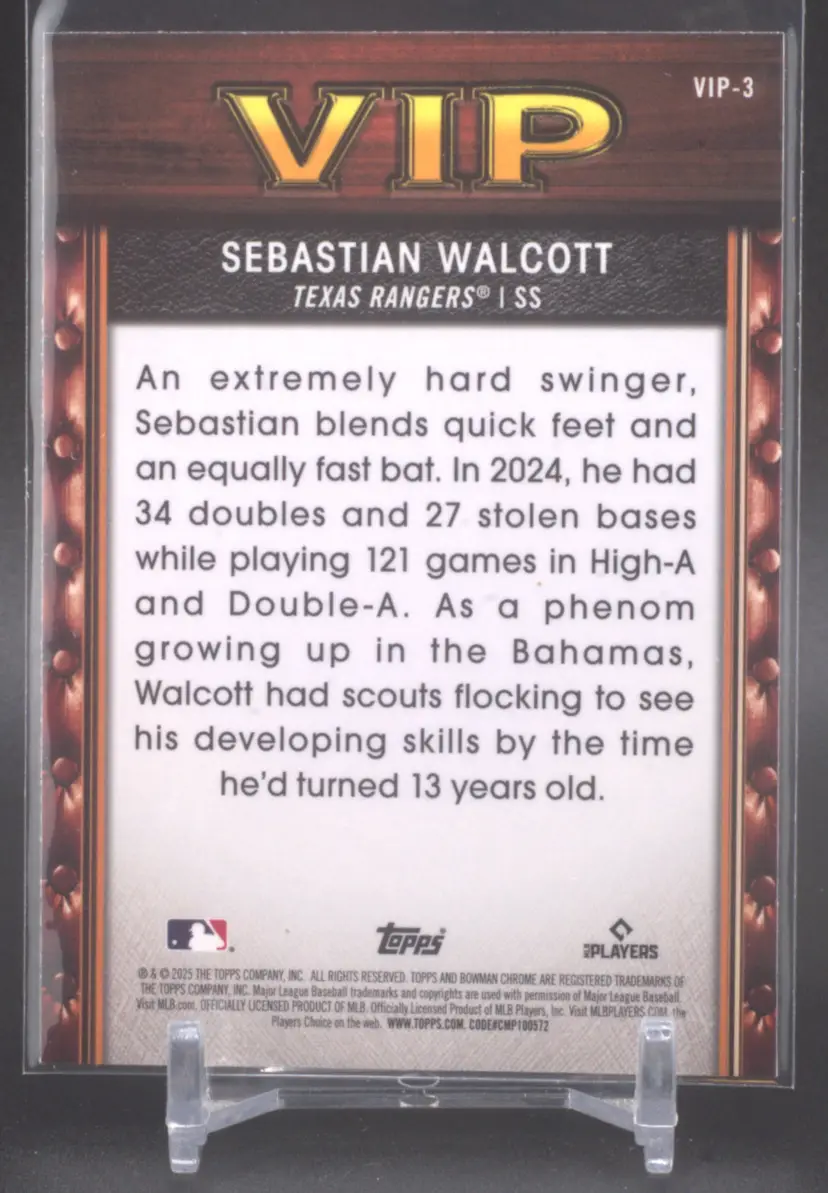 VIP-3
VIP
SEBASTIAN WALCOTT
TEXAS RANGERS® | SS
An extremely hard swinger,
Sebastian blends quick feet and
an equally fast bat. In 2024, he had
34 doubles and 27 stolen bases
while playing 121 games in High-A
and Double-A. As a phenom
growing up in the Bahamas,
Walcott had scouts flocking to see
his developing skills by the time
he'd turned 13 years old.
topps
PLAYERS
® & © 2025 THE TOPPS COMPANY, INC. ALL RIGHTS RESERVED. TOPPS AND BOWMAN CHROME ARE REGISTERED TRADEMARKS OF
THE TOPPS COMPANY, INC. Major League Baseball trademarks and copyrights are used with permission of Major League Baseball.
Visit MLB.com. OFFICIALLY LICENSED PRODUCT OF MLB Players, Inc. Visit MLBPLAYERS.COM, the
Players Choice on the web. WWW.TOPPS.COM. CODE#CMP100572